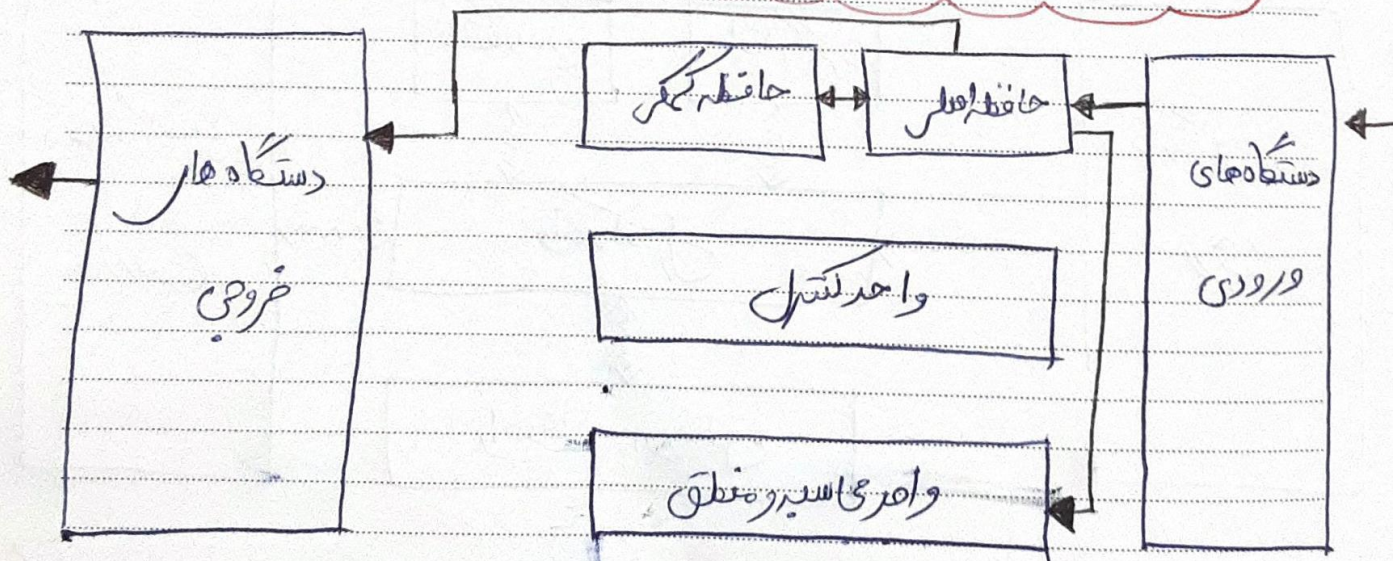 دستگاه‌های
ورودی
حافظه اصلی
حافظه کمکی
واحد کنترل
واحد محاسبه و منطق
دستگاه های
خروجی